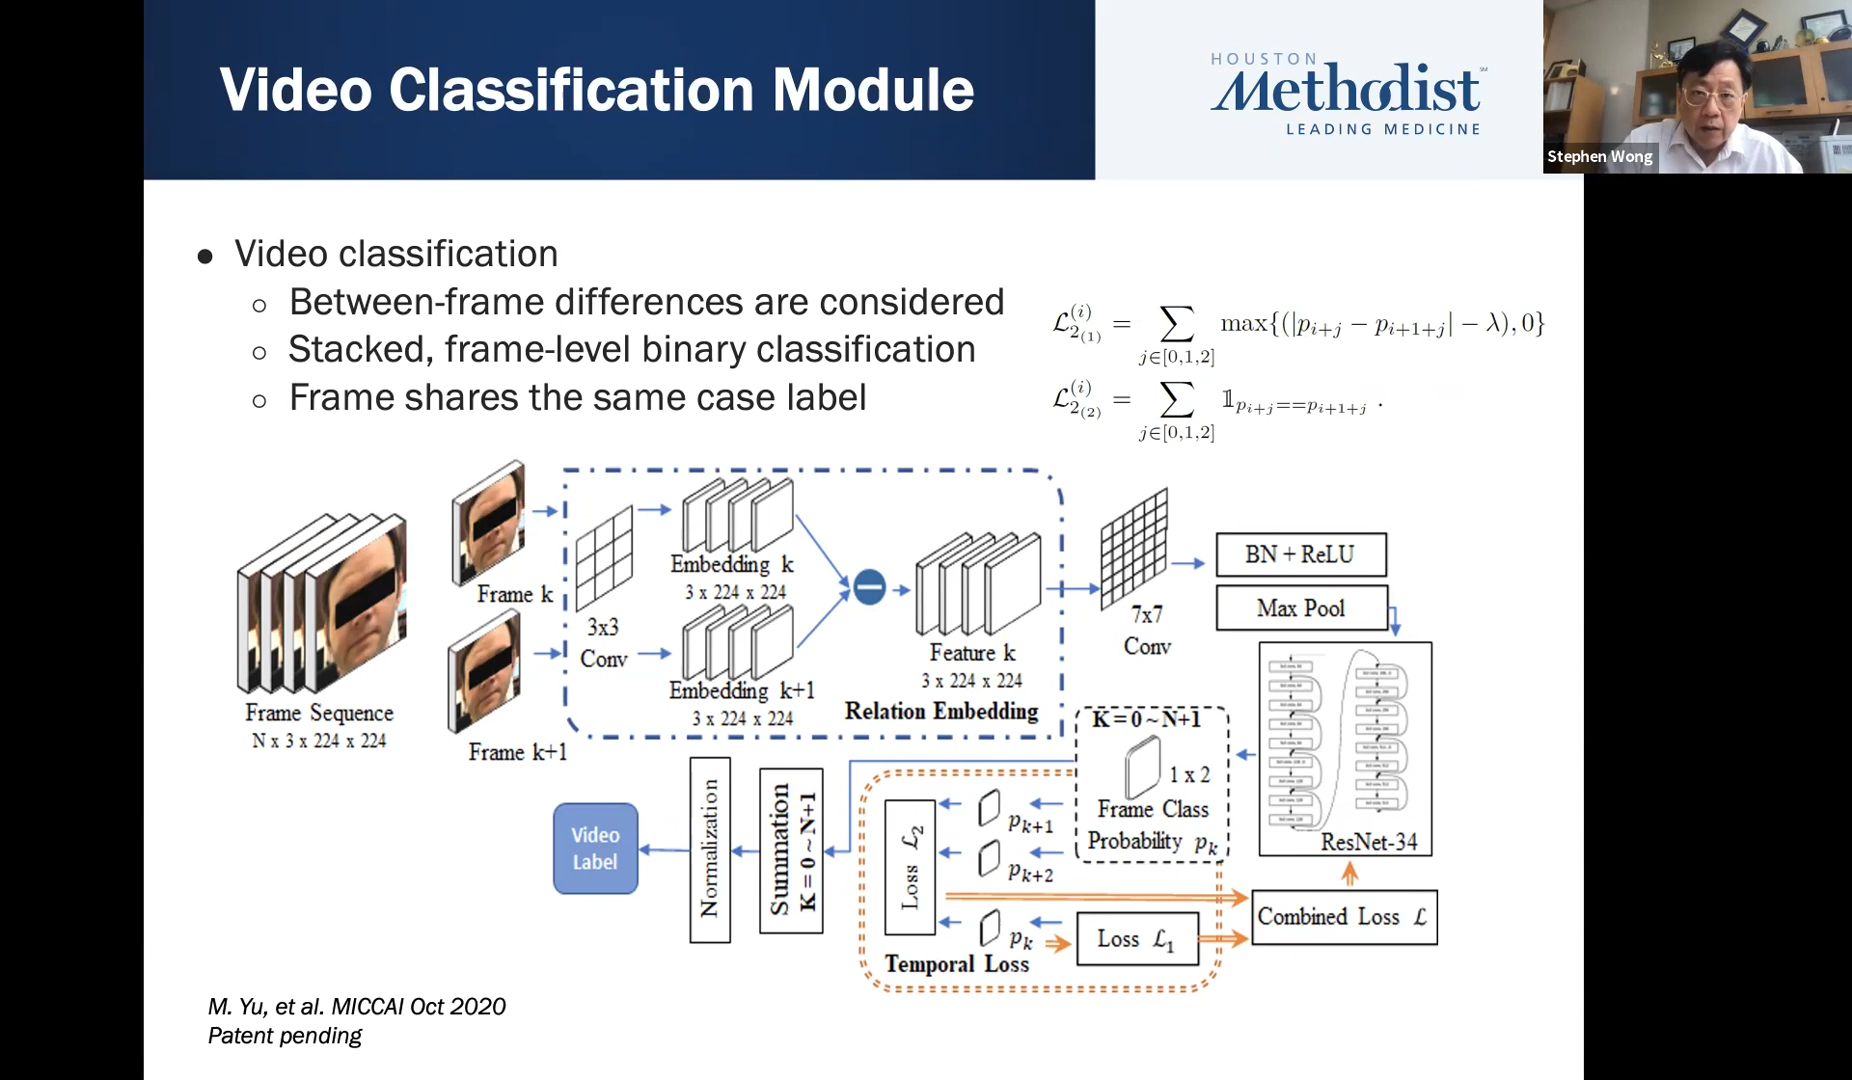 Video Classification Module
HOUSTON
Methodist
LEADING MEDICINE
Stephen Wong
● Video classification
○ Between-frame differences are considered
○ Stacked, frame-level binary classification
○ Frame shares the same case label
ℒ₂₍₁₎⁽ⁱ⁾ = ∑ j∈[0,1,2] max{(|p_{i+j} − p_{i+1+j}| − λ), 0}
ℒ₂₍₂₎⁽ⁱ⁾ = ∑ j∈[0,1,2] 𝟙_{p_{i+j}==p_{i+1+j}} .
Frame Sequence
N x 3 x 224 x 224
Frame k
Frame k+1
3x3
Conv
Embedding k
3 x 224 x 224
Embedding k+1
3 x 224 x 224
Feature k
3 x 224 x 224
Relation Embedding
7x7
Conv
BN + ReLU
Max Pool
ResNet-34
K = 0 ~ N+1
1 x 2
Frame Class
Probability p_k
p_{k+1}
p_{k+2}
p_k
Loss ℒ₂
Loss ℒ₁
Temporal Loss
Combined Loss ℒ
Summation
K = 0 ~ N+1
Normalization
Video
Label
M. Yu, et al. MICCAI Oct 2020
Patent pending